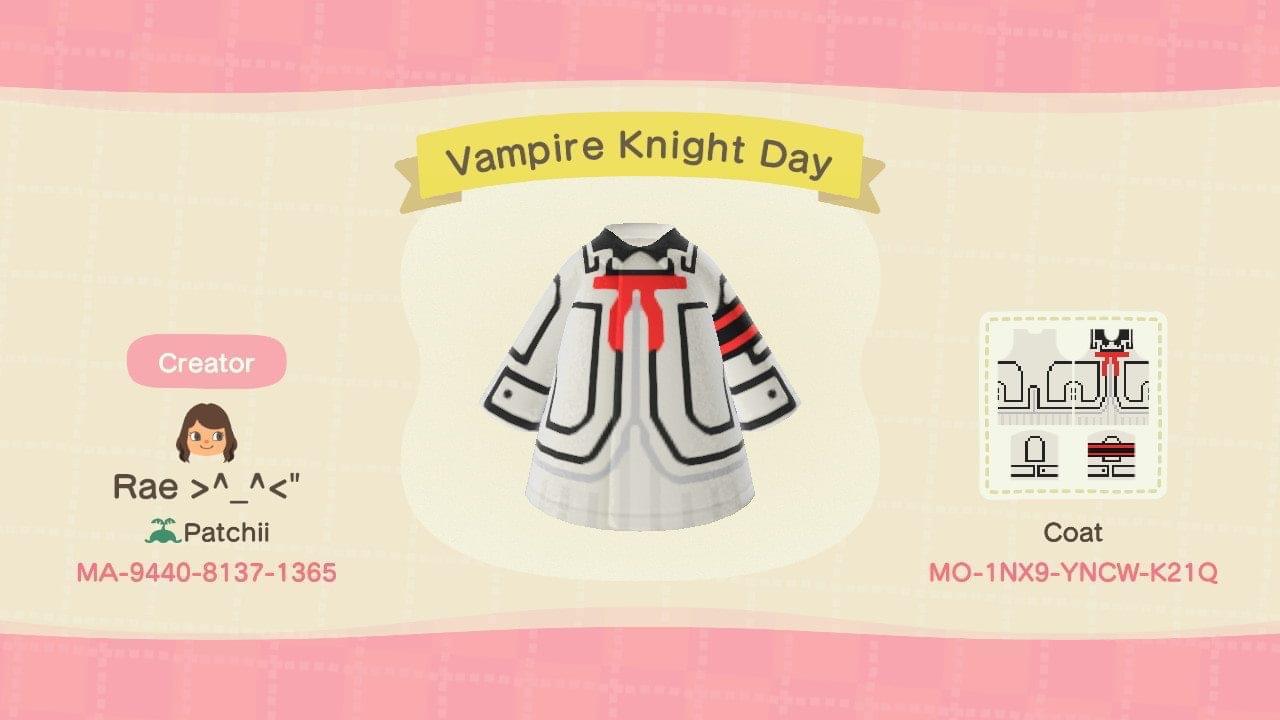 Vampire Knight Day
Creator
Rae >^_^<"
Patchii
MA-9440-8137-1365
Coat
MO-1NX9-YNCW-K21Q